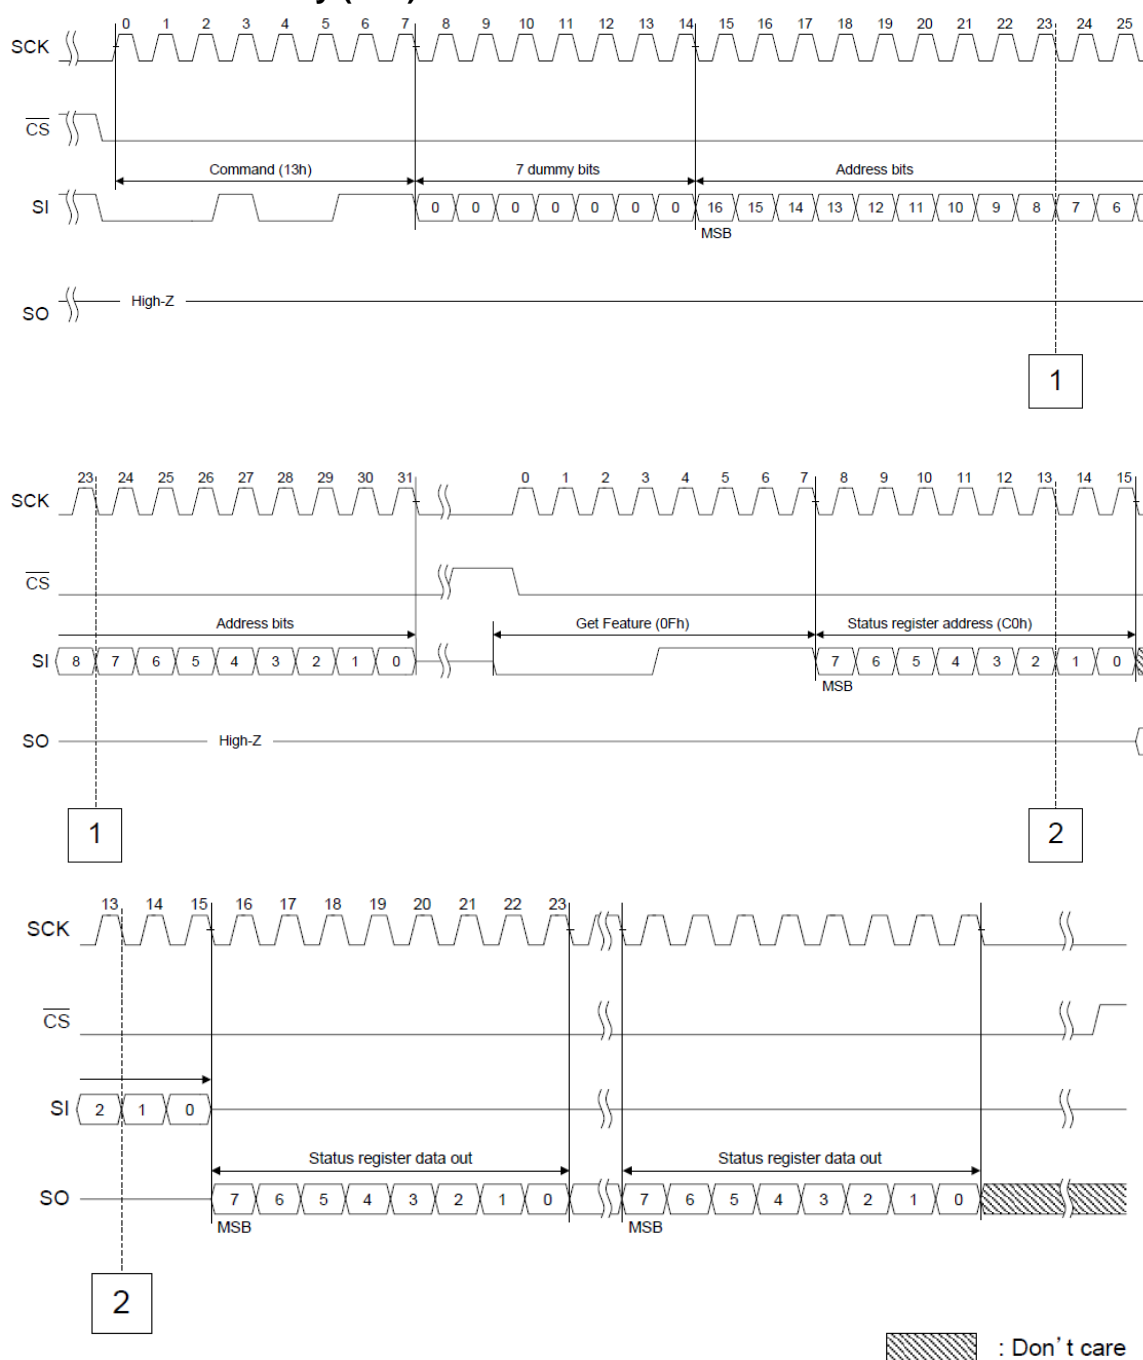 0 1 2 3 4 5 6 7 8 9 10 11 12 13 14 15 16 17 18 19 20 21 22 23 24 25
SCK
CS
Command (13h) 7 dummy bits Address bits
SI 0 0 0 0 0 0 0 16 15 14 13 12 11 10 9 8 7 6
MSB
SO High-Z
1
23 24 25 26 27 28 29 30 31 0 1 2 3 4 5 6 7 8 9 10 11 12 13 14 15
SCK
CS
Address bits Get Feature (0Fh) Status register address (C0h)
SI 8 7 6 5 4 3 2 1 0 7 6 5 4 3 2 1 0
MSB
SO High-Z
1 2
13 14 15 16 17 18 19 20 21 22 23
SCK
CS
SI 2 1 0
Status register data out Status register data out
SO 7 6 5 4 3 2 1 0 7 6 5 4 3 2 1 0
MSB MSB
2
: Don't care